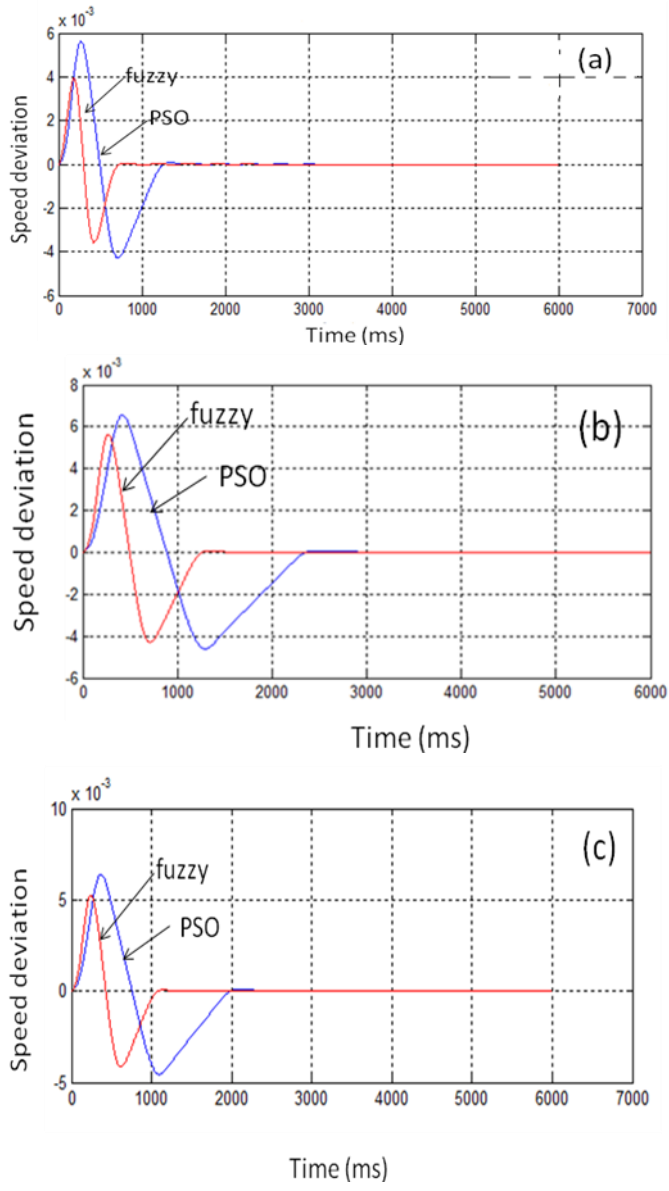 x 10⁻³
6
(a)
4
fuzzy
PSO
2
0
-2
-4
-6
0 1000 2000 3000 4000 5000 6000 7000
Speed deviation
Time (ms)
x 10⁻³
8
fuzzy
(b)
6
4
PSO
2
0
-2
-4
-6
0 1000 2000 3000 4000 5000 6000
Speed deviation
Time (ms)
x 10⁻³
10
(c)
fuzzy
5
PSO
0
-5
0 1000 2000 3000 4000 5000 6000 7000
Speed deviation
Time (ms)